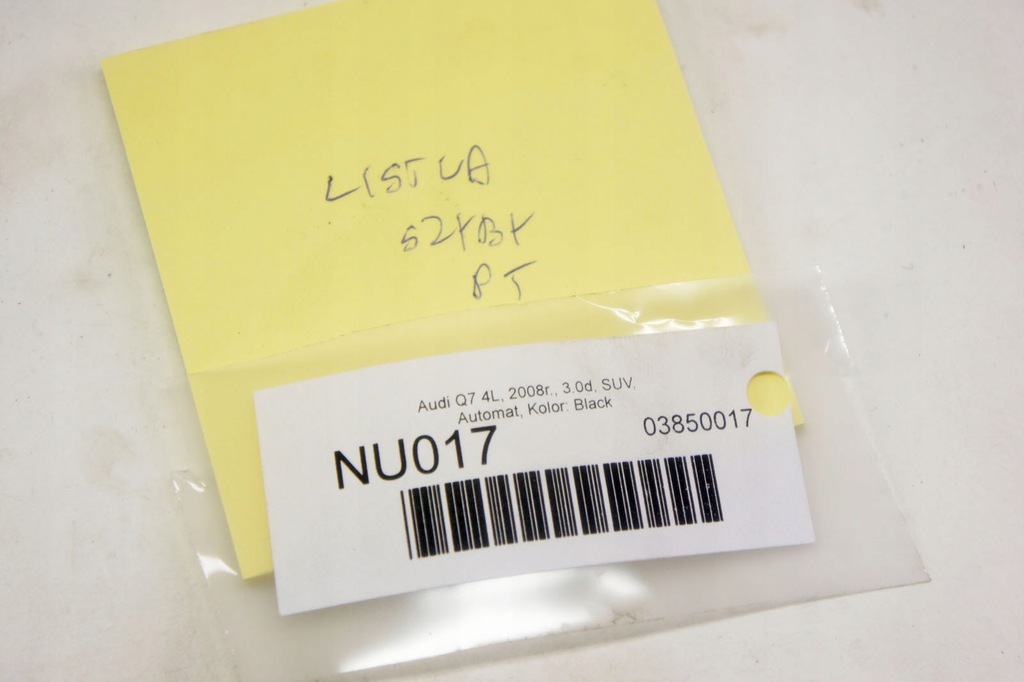 LISTWA
SZYBY
PT
Audi Q7 4L, 2008r., 3.0d, SUV,
Automat, Kolor: Black
NU017
03850017